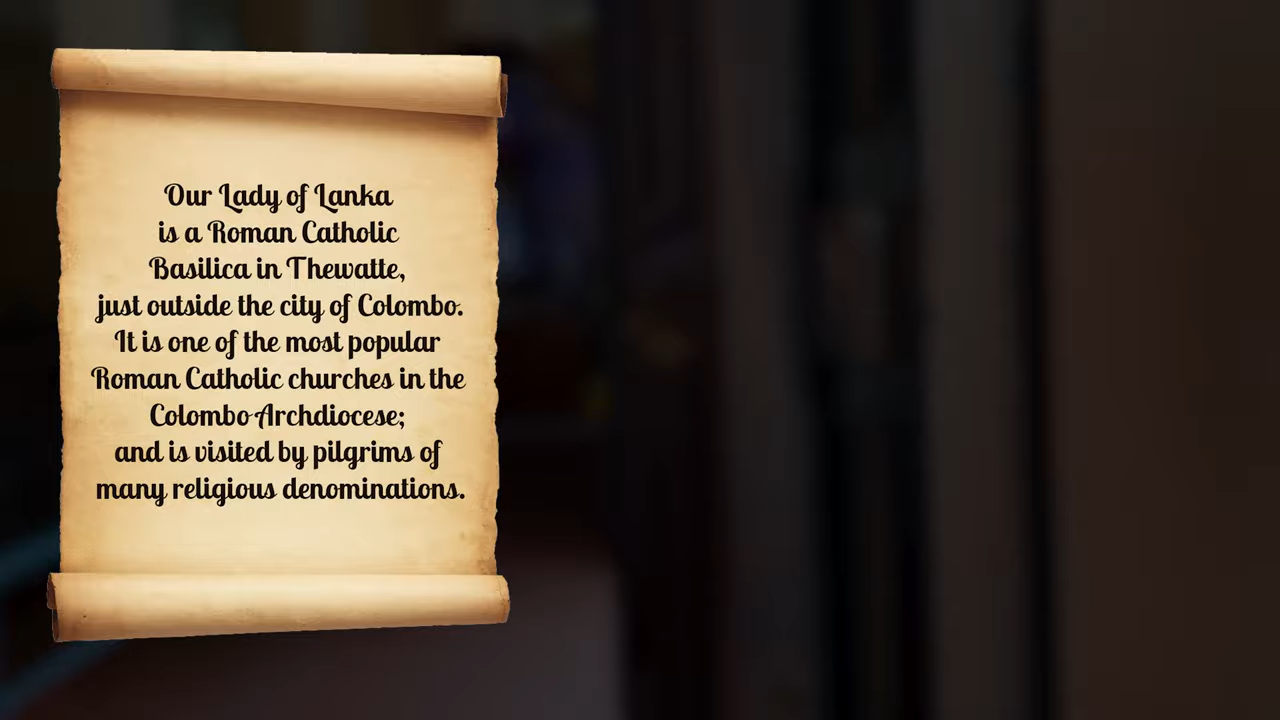 Our Lady of Lanka
is a Roman Catholic
Basilica in Thewatte,
just outside the city of Colombo.
It is one of the most popular
Roman Catholic churches in the
Colombo Archdiocese;
and is visited by pilgrims of
many religious denominations.